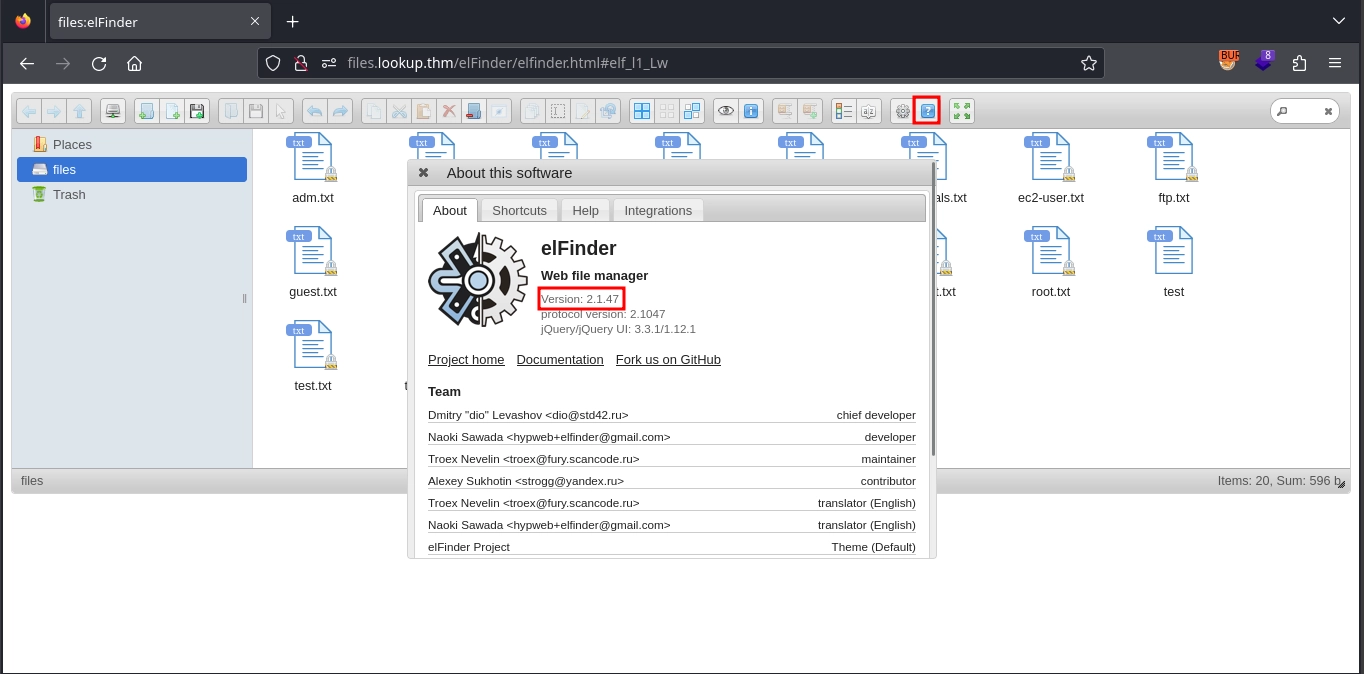 files:elFinder
files.lookup.thm/elFinder/elfinder.html#elf_l1_Lw
BUR
8
Places
files
Trash
txt txt txt txt txt txt txt txt
adm.txt als.txt ec2-user.txt ftp.txt
txt txt txt
guest.txt t.txt root.txt test
txt
test.txt t
About this software
About Shortcuts Help Integrations
elFinder
Web file manager
Version: 2.1.47
protocol version: 2.1047
jQuery/jQuery UI: 3.3.1/1.12.1
Project home Documentation Fork us on GitHub
Team
Dmitry "dio" Levashov <dio@std42.ru> chief developer
Naoki Sawada <hypweb+elfinder@gmail.com> developer
Troex Nevelin <troex@fury.scancode.ru> maintainer
Alexey Sukhotin <strogg@yandex.ru> contributor
Troex Nevelin <troex@fury.scancode.ru> translator (English)
Naoki Sawada <hypweb+elfinder@gmail.com> translator (English)
elFinder Project Theme (Default)
files Items: 20, Sum: 596 b